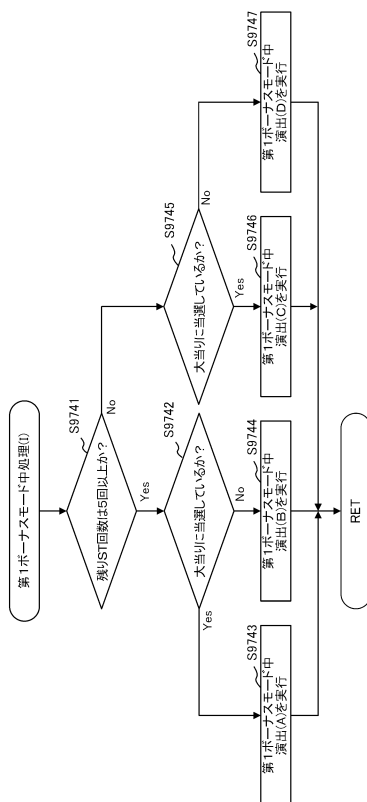 第1ボーナスモード中処理(I)
S9741
残りST回数は5回以上か?
No
Yes
S9742
大当りに当選しているか?
Yes
No
S9745
大当りに当選しているか?
No
Yes
S9743
第1ボーナスモード中
演出(A)を実行
S9744
第1ボーナスモード中
演出(B)を実行
S9746
第1ボーナスモード中
演出(C)を実行
S9747
第1ボーナスモード中
演出(D)を実行
RET